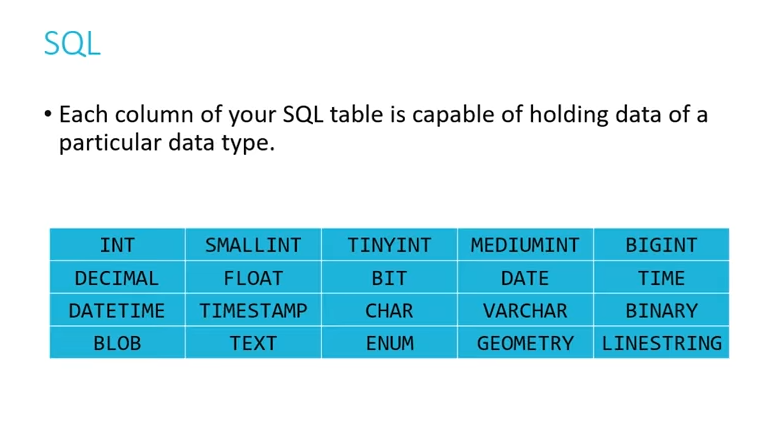 SQL
• Each column of your SQL table is capable of holding data of a
particular data type.
INT SMALLINT TINYINT MEDIUMINT BIGINT
DECIMAL FLOAT BIT DATE TIME
DATETIME TIMESTAMP CHAR VARCHAR BINARY
BLOB TEXT ENUM GEOMETRY LINESTRING